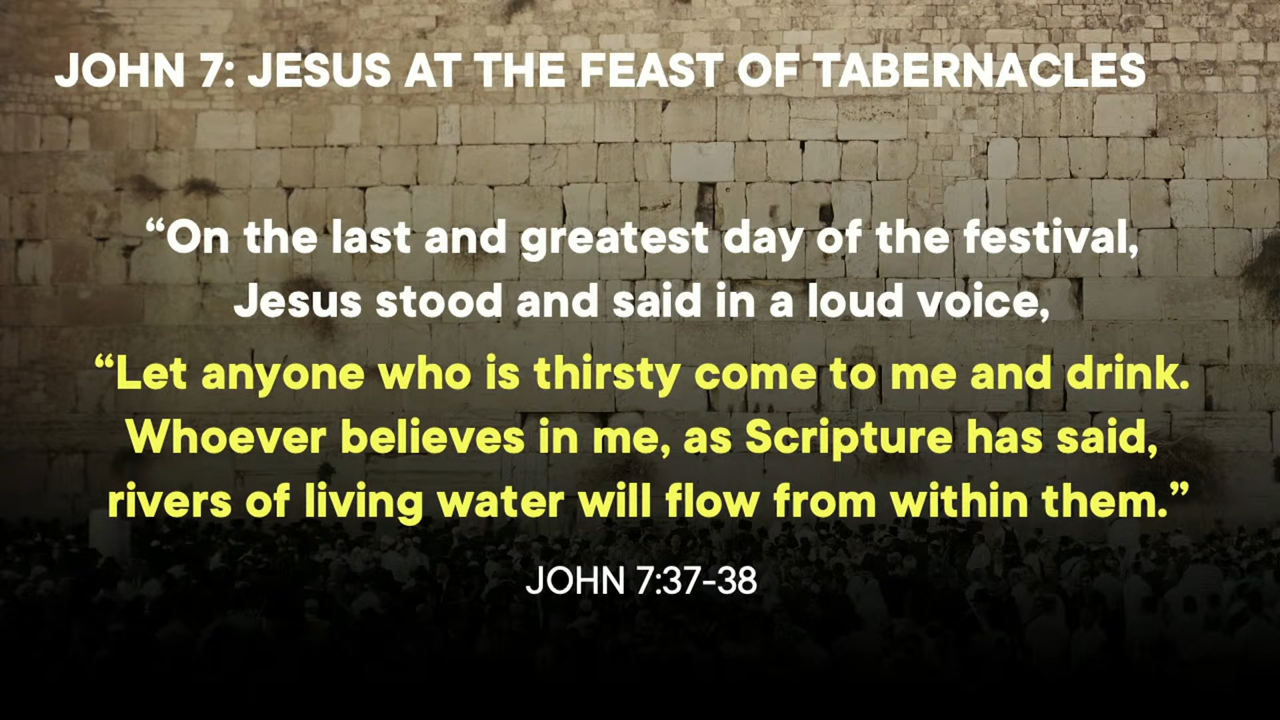 JOHN 7: JESUS AT THE FEAST OF TABERNACLES
“On the last and greatest day of the festival,
Jesus stood and said in a loud voice,
“Let anyone who is thirsty come to me and drink.
Whoever believes in me, as Scripture has said,
rivers of living water will flow from within them.”
JOHN 7:37-38